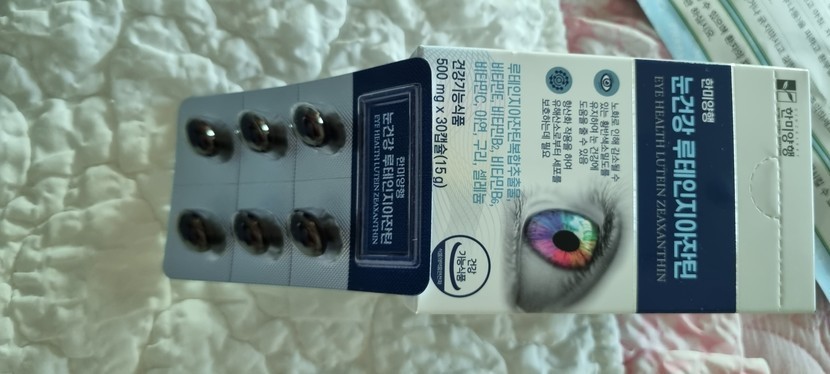 한미양행
한미양행
눈건강 루테인지아잔틴
EYE HEALTH LUTEIN ZEAXANTHIN
노화로 인해 감소될 수
있는 황반색소밀도를
유지하여 눈 건강에
도움을 줄 수 있음
항산화 작용을 하여
유해산소로부터 세포를
보호하는데 필요
루테인지아잔틴복합추출물,
비타민E, 비타민B2, 비타민B6,
비타민C, 아연, 구리, 셀레늄
건강기능식품
500 mg X 30캡슐(15 g)
건강
기능식품
한미양행
눈건강 루테인지아잔틴
EYE HEALTH LUTEIN ZEAXANTHIN